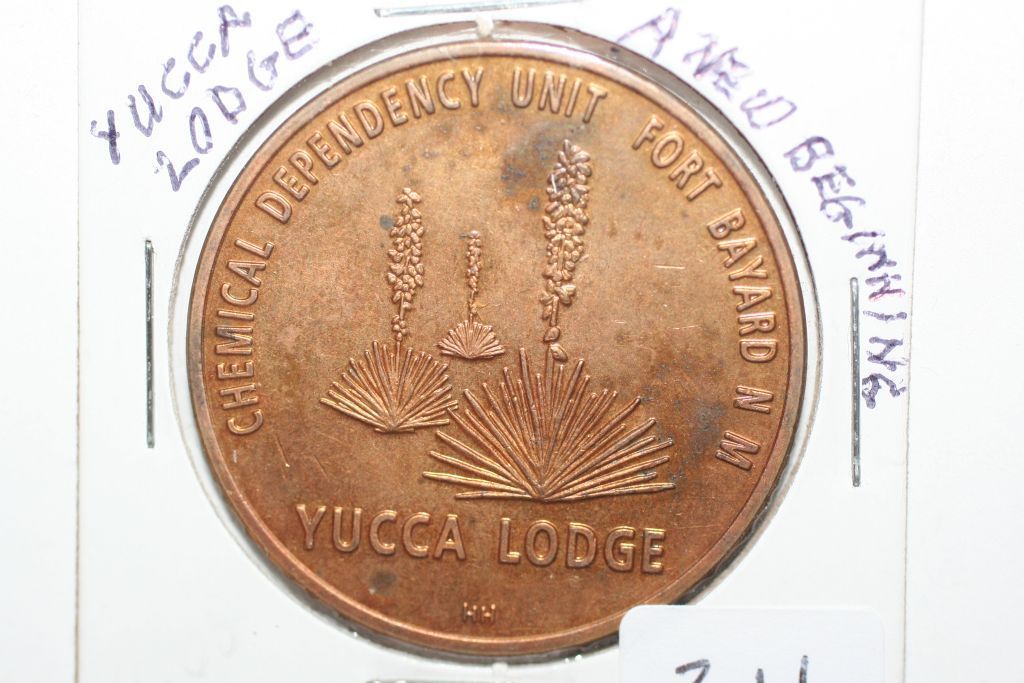 YUCCA
LODGE
A NEW BEGINNING
CHEMICAL DEPENDENCY UNIT FORT BAYARD N M
YUCCA LODGE
HH